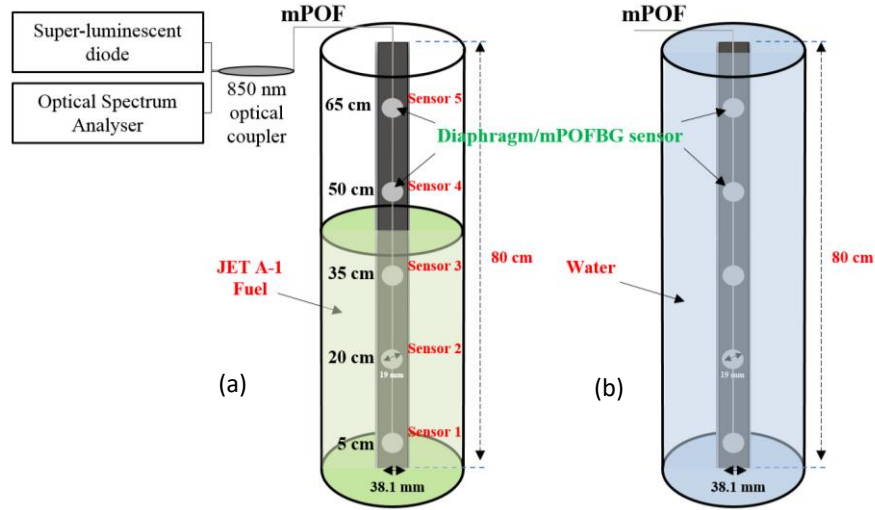 mPOF
Super-luminescent
diode
Optical Spectrum
Analyser
850 nm
optical
coupler
65 cm
50 cm
35 cm
20 cm
5 cm
Sensor 5
Sensor 4
Sensor 3
Sensor 2
Sensor 1
Diaphragm/mPOFBG sensor
JET A-1
Fuel
19 mm
80 cm
38.1 mm
(a)
mPOF
Water
19 mm
80 cm
38.1 mm
(b)